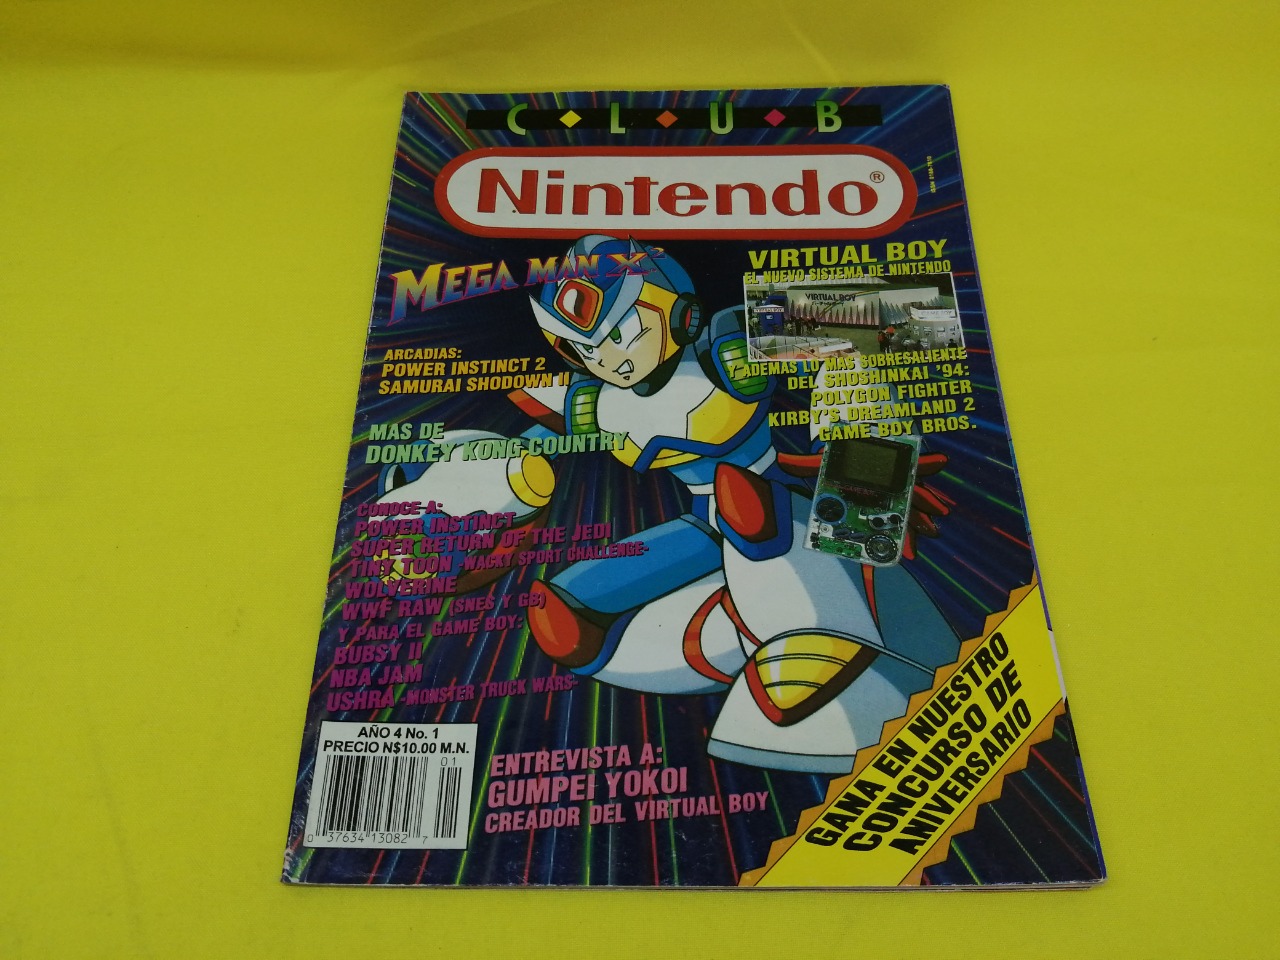 C L U B
Nintendo®
MEGA MAN X2
VIRTUAL BOY
EL NUEVO SISTEMA DE NINTENDO
VIRTUAL BOY
Y ADEMAS LO MAS SOBRESALIENTE
DEL SHOSHINKAI '94:
POLYGON FIGHTER
KIRBY'S DREAMLAND 2
GAME BOY BROS.
ARCADIAS:
POWER INSTINCT 2
SAMURAI SHODOWN II
MAS DE
DONKEY KONG COUNTRY
CONOCE A:
POWER INSTINCT
SUPER RETURN OF THE JEDI
TINY TOON -WACKY SPORT CHALLENGE-
WOLVERINE
WWF RAW (SNES Y GB)
Y PARA EL GAME BOY:
BUBSY II
NBA JAM
USHRA -MONSTER TRUCK WARS-
AÑO 4 No. 1
PRECIO N$10.00 M.N.
01
0 37634 13082 7
ENTREVISTA A:
GUMPEI YOKOI
CREADOR DEL VIRTUAL BOY
GANA EN NUESTRO
CONCURSO DE
ANIVERSARIO